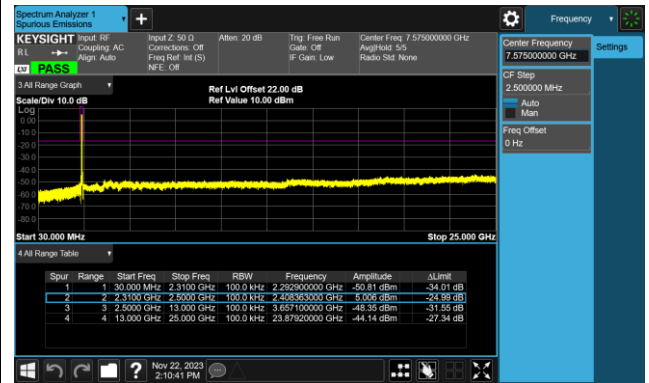 Spectrum Analyzer 1
Spurious Emissions
Frequency
KEYSIGHT Input: RF
RL Coupling: AC
Align: Auto
LXI PASS
Input Z: 50 Ω
Corrections: Off
Freq Ref: Int (S)
NFE: Off
Atten: 20 dB
Trig: Free Run
Gate: Off
IF Gain: Low
Center Freq: 7.575000000 GHz
Avg|Hold: 5/5
Radio Std: None
Center Frequency
7.575000000 GHz
Settings
CF Step
2.500000 MHz
Auto
Man
Freq Offset
0 Hz
3 All Range Graph
Scale/Div 10.0 dB
Ref Lvl Offset 22.00 dB
Ref Value 10.00 dBm
Log
0.00
-10.0
-20.0
-30.0
-40.0
-50.0
-60.0
-70.0
-80.0
Start 30.000 MHz
Stop 25.000 GHz
4 All Range Table
Spur Range Start Freq Stop Freq RBW Frequency Amplitude ΔLimit
1 1 30.000 MHz 2.3100 GHz 100.0 kHz 2.292900000 GHz -50.81 dBm -34.01 dB
2 2 2.3100 GHz 2.5000 GHz 100.0 kHz 2.408363000 GHz 5.006 dBm -24.99 dB
3 3 2.5000 GHz 13.000 GHz 100.0 kHz 3.657100000 GHz -48.35 dBm -31.55 dB
4 4 13.000 GHz 25.000 GHz 100.0 kHz 23.87920000 GHz -44.14 dBm -27.34 dB
Nov 22, 2023
2:10:41 PM